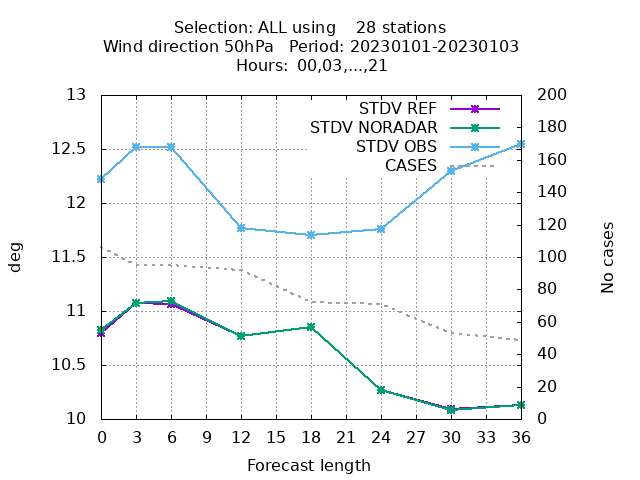 Selection: ALL using    28 stations
Wind direction 50hPa   Period: 20230101-20230103
Hours:  00,03,...,21
STDV REF
STDV NORADAR
STDV OBS
CASES
13
12.5
12
11.5
11
10.5
10
200
180
160
140
120
100
80
60
40
20
0
0 3 6 9 12 15 18 21 24 27 30 33 36
deg
No cases
Forecast length